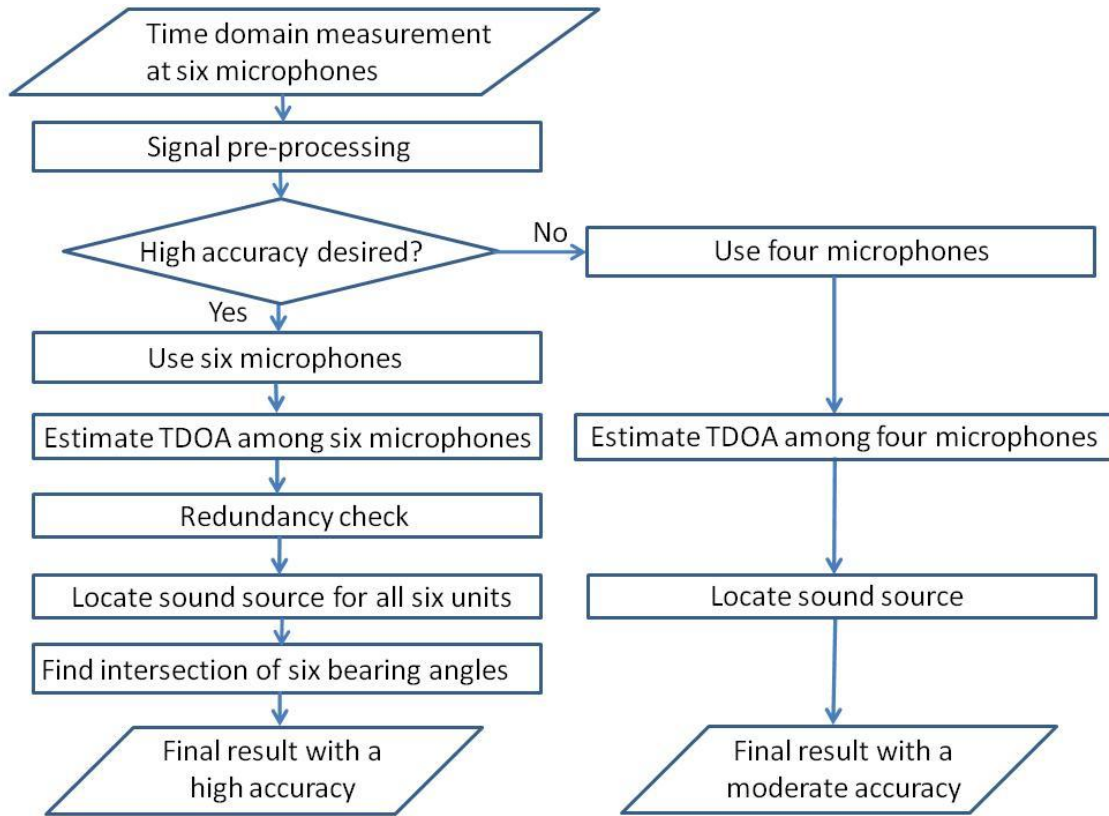 Time domain measurement
at six microphones
Signal pre-processing
High accuracy desired?
No
Use four microphones
Yes
Use six microphones
Estimate TDOA among six microphones
Estimate TDOA among four microphones
Redundancy check
Locate sound source for all six units
Locate sound source
Find intersection of six bearing angles
Final result with a
high accuracy
Final result with a
moderate accuracy